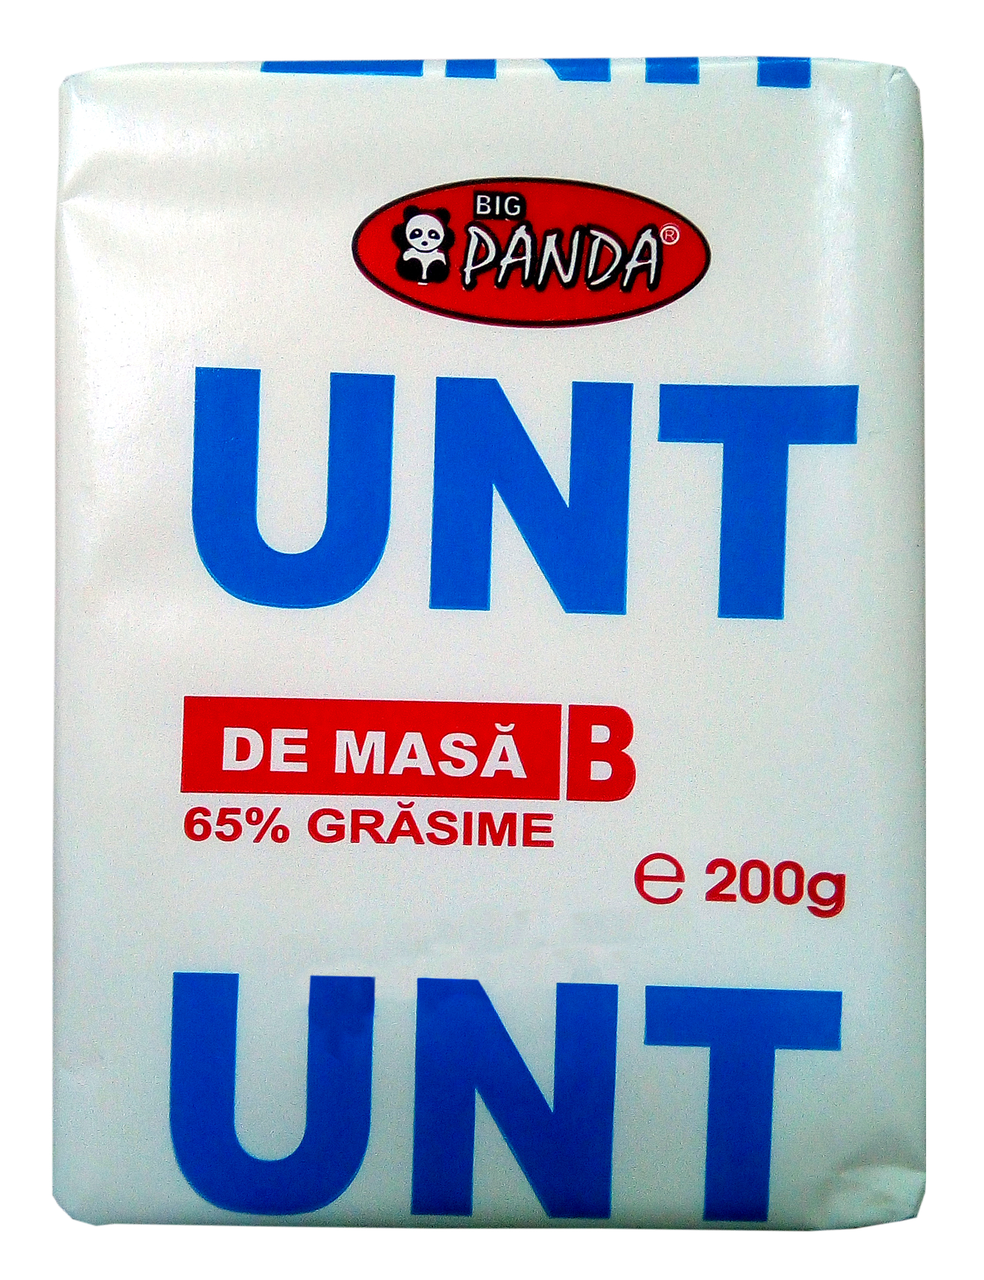 BIG
PANDA®
UNT
DE MASĂ B
65% GRĂSIME
℮ 200g
UNT